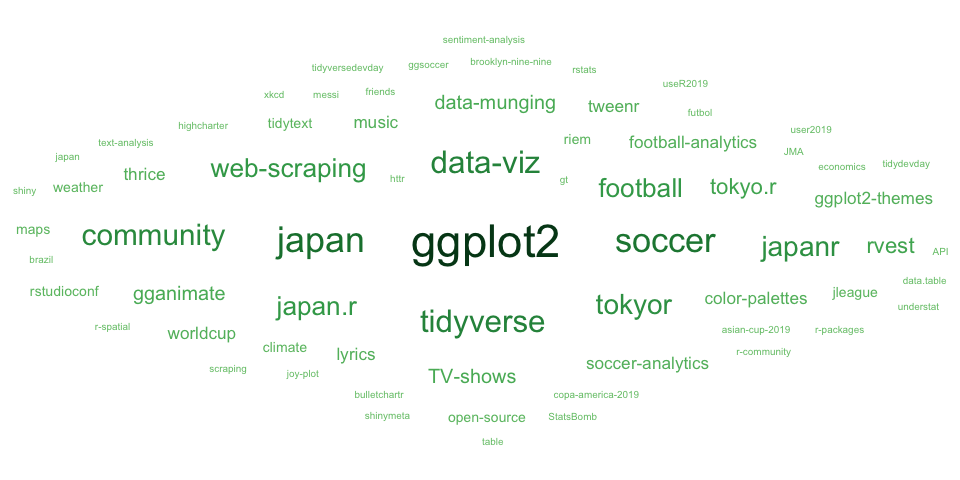 sentiment-analysis
tidyversedevday ggsoccer brooklyn-nine-nine rstats
xkcd messi friends data-munging tweenr useR2019
highcharter tidytext music futbol
text-analysis riem football-analytics user2019
japan thrice web-scraping data-viz JMA economics tidydevday
shiny weather httr gt football tokyo.r ggplot2-themes
maps community japan ggplot2 soccer japanr rvest API
brazil
rstudioconf gganimate japan.r tokyor color-palettes jleague data.table
understat
r-spatial worldcup tidyverse asian-cup-2019 r-packages
climate lyrics r-community
scraping joy-plot TV-shows soccer-analytics
bulletchartr copa-america-2019
shinymeta open-source StatsBomb
table